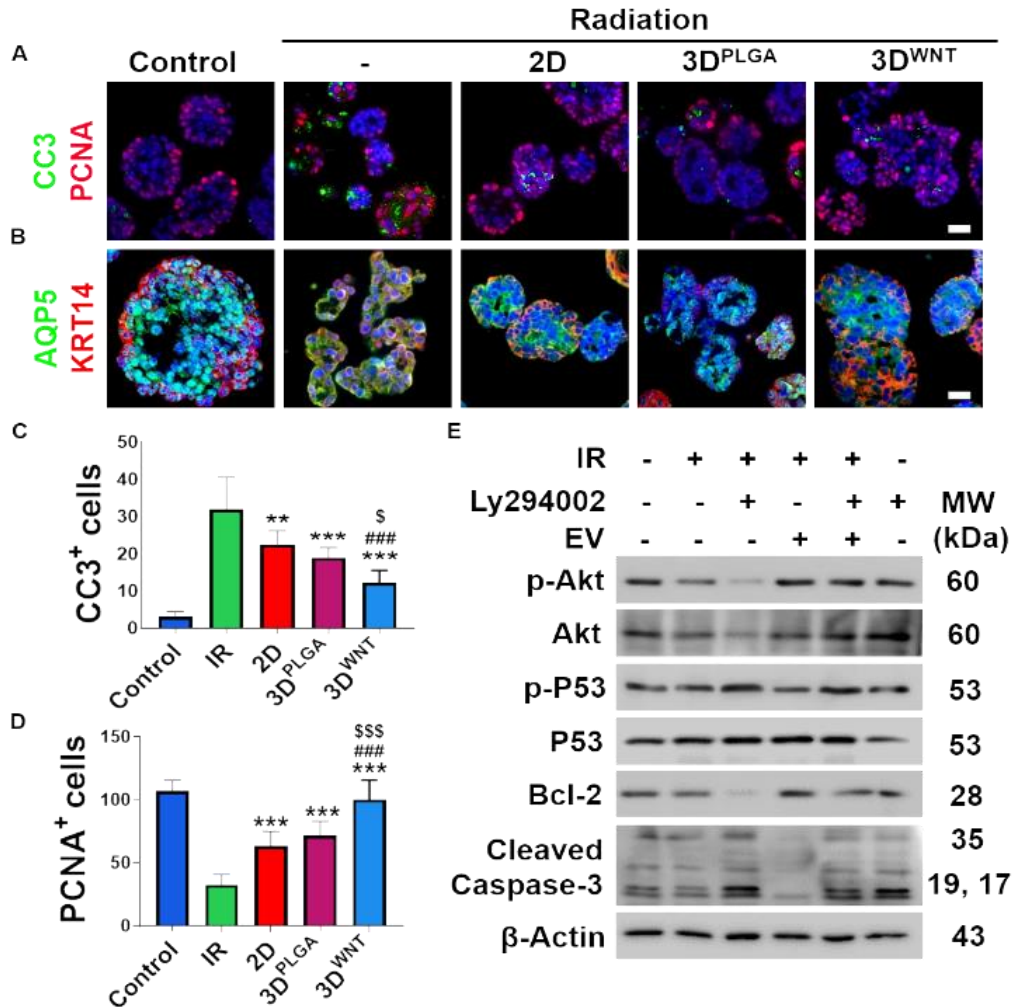 Radiation
A
Control - 2D 3D^PLGA 3D^WNT
CC3
PCNA
B
AQP5
KRT14
C
CC3+ cells
50
40
30
20
10
0
**
***
$
###
***
Control IR 2D 3D^PLGA 3D^WNT
D
PCNA+ cells
150
100
50
0
***
***
$$$
###
***
Control IR 2D 3D^PLGA 3D^WNT
E
IR - + + + + -
Ly294002 - - + - + + MW
EV - - - + + - (kDa)
p-Akt 60
Akt 60
p-P53 53
P53 53
Bcl-2 28
35
Cleaved
Caspase-3 19, 17
β-Actin 43